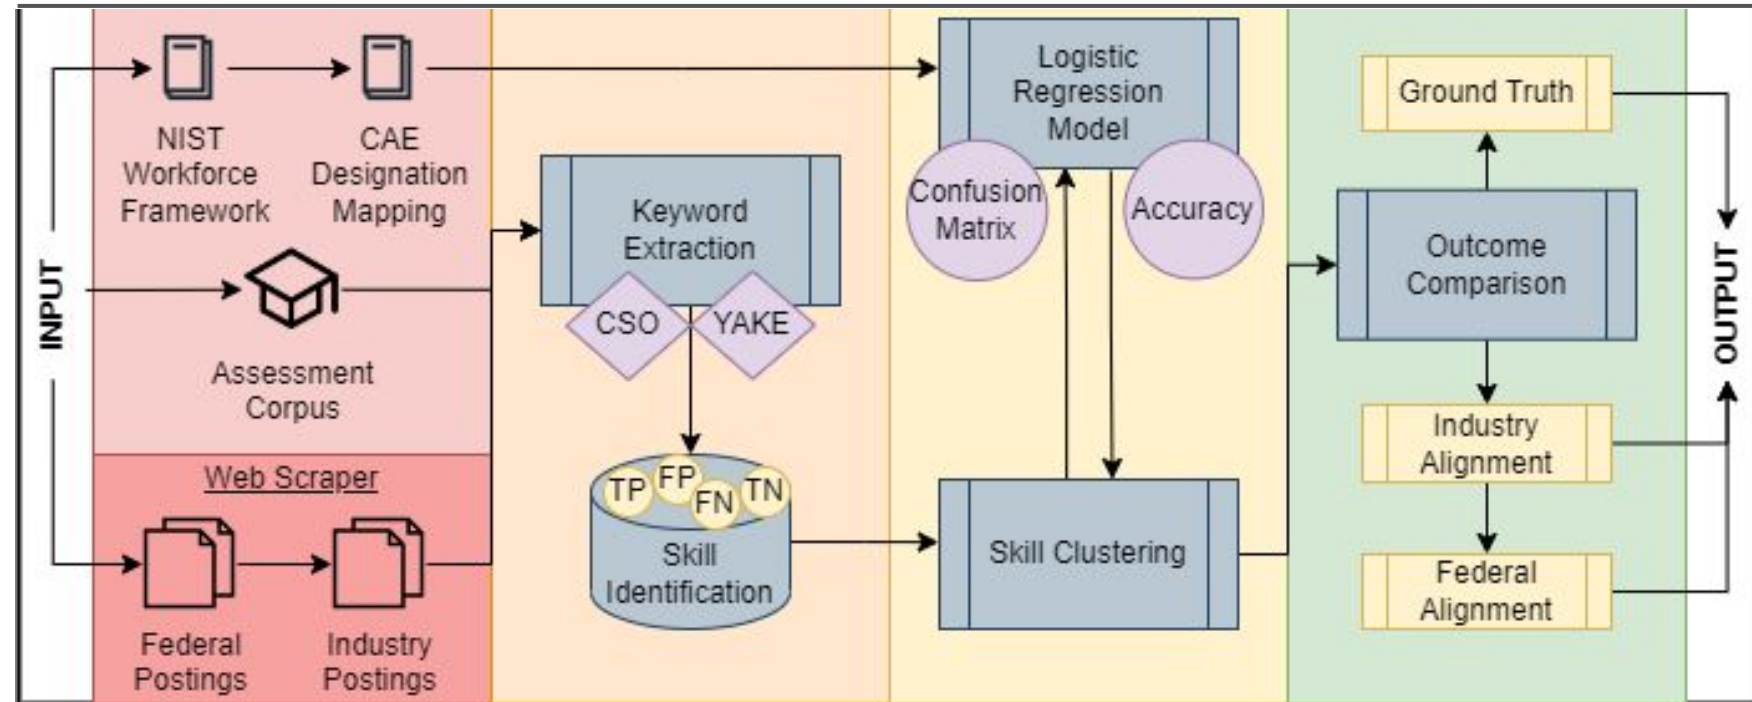 INPUT
NIST
Workforce
Framework
CAE
Designation
Mapping
Assessment
Corpus
Web Scraper
Federal
Postings
Industry
Postings
Keyword
Extraction
CSO
YAKE
TP
FP
FN
TN
Skill
Identification
Logistic
Regression
Model
Confusion
Matrix
Accuracy
Skill Clustering
Ground Truth
Outcome
Comparison
Industry
Alignment
Federal
Alignment
OUTPUT